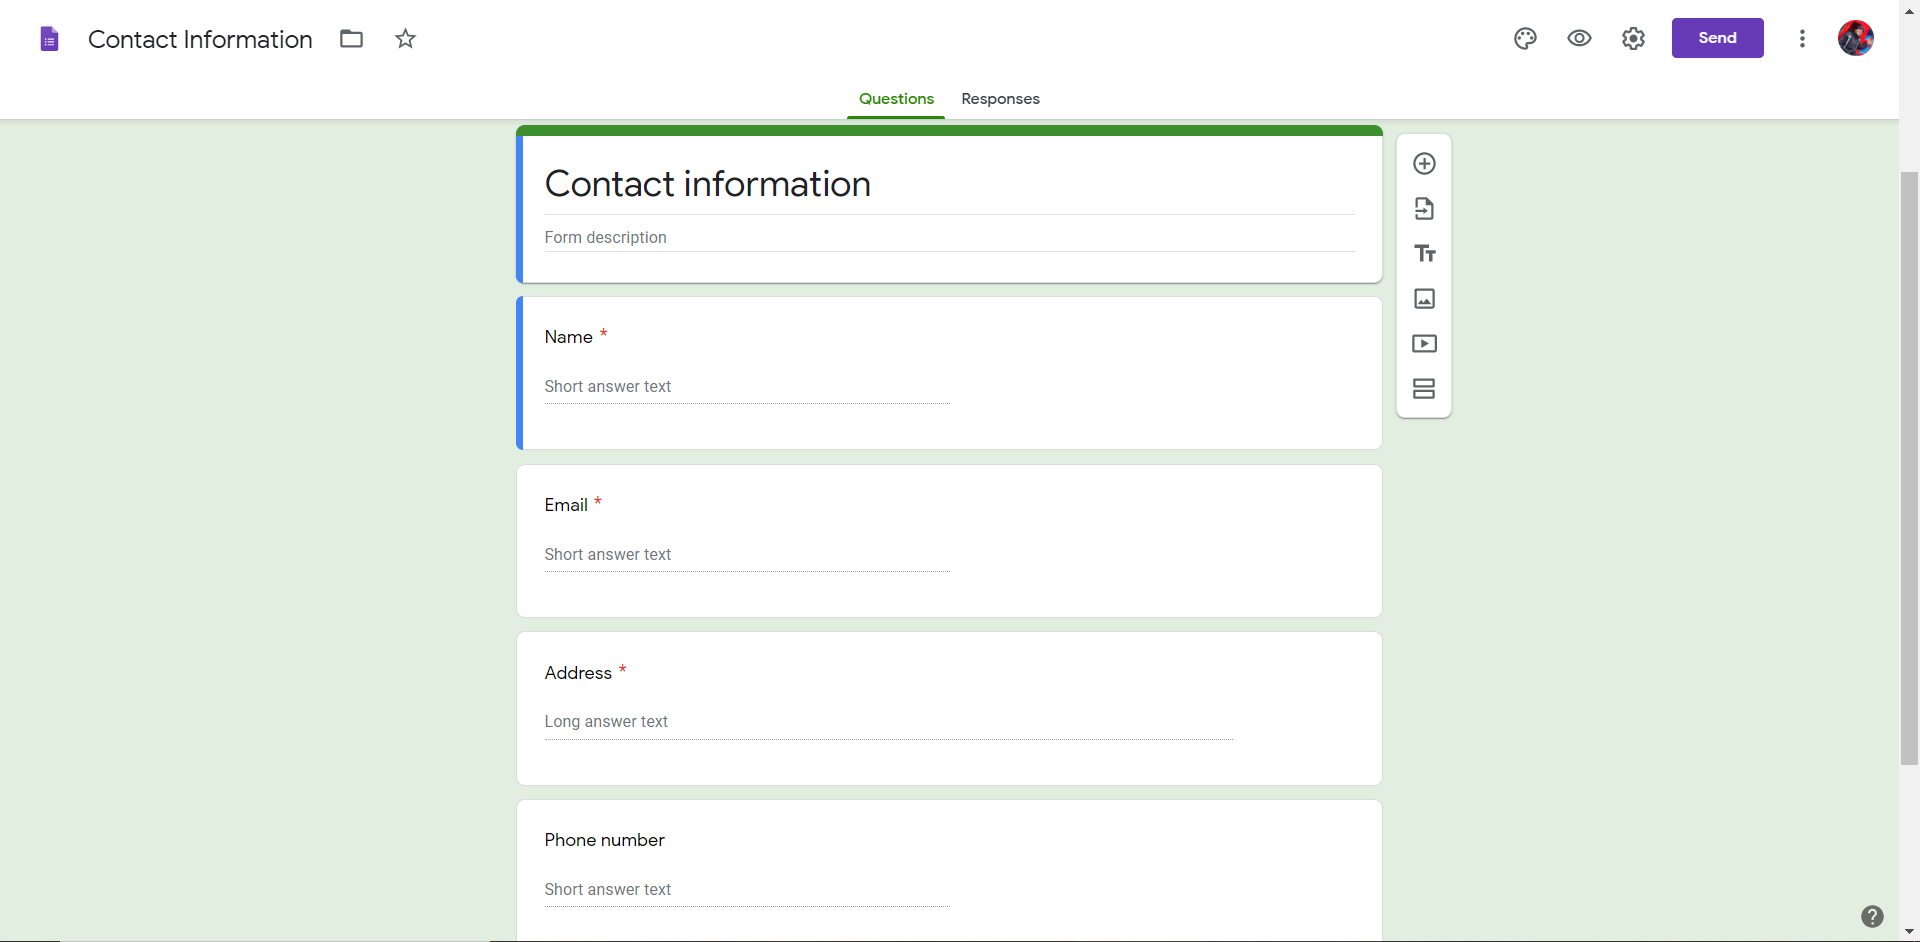 Contact Information
Send
Questions Responses
Contact information
Form description
Name *
Short answer text
Email *
Short answer text
Address *
Long answer text
Phone number
Short answer text